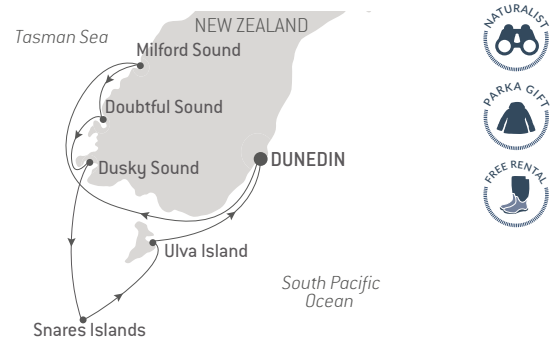 NEW ZEALAND
Tasman Sea
Milford Sound
Doubtful Sound
Dusky Sound
DUNEDIN
Ulva Island
South Pacific
Ocean
Snares Islands
NATURALIST
PARKA GIFT
FREE RENTAL